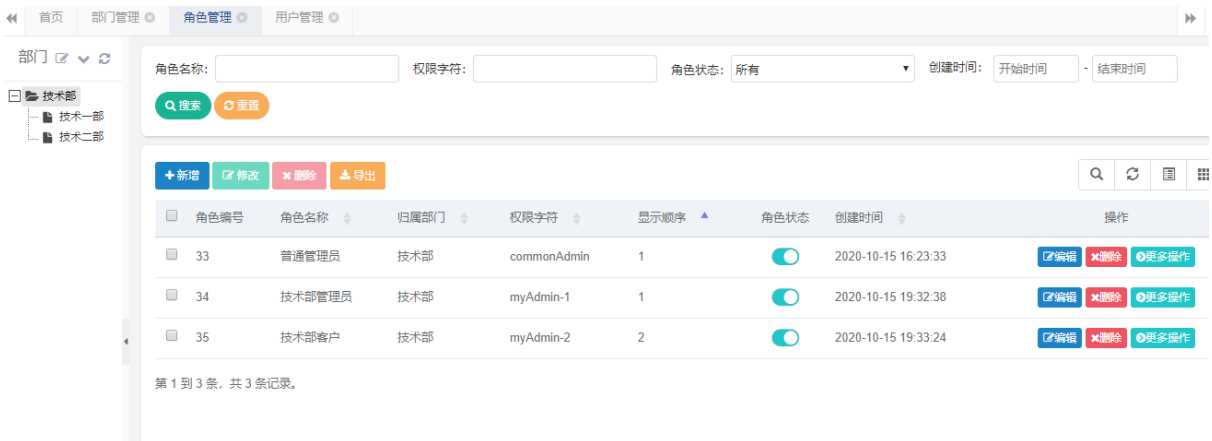 首页 部门管理 角色管理 用户管理
部门
技术部
技术一部
技术二部
角色名称： 权限字符： 角色状态： 所有 创建时间： 开始时间 - 结束时间
搜索 重置
新增 修改 删除 导出
角色编号 角色名称 归属部门 权限字符 显示顺序 角色状态 创建时间 操作
33 普通管理员 技术部 commonAdmin 1 2020-10-15 16:23:33 编辑 删除 更多操作
34 技术部管理员 技术部 myAdmin-1 1 2020-10-15 19:32:38 编辑 删除 更多操作
35 技术部客户 技术部 myAdmin-2 2 2020-10-15 19:33:24 编辑 删除 更多操作
第 1 到 3 条，共 3 条记录。